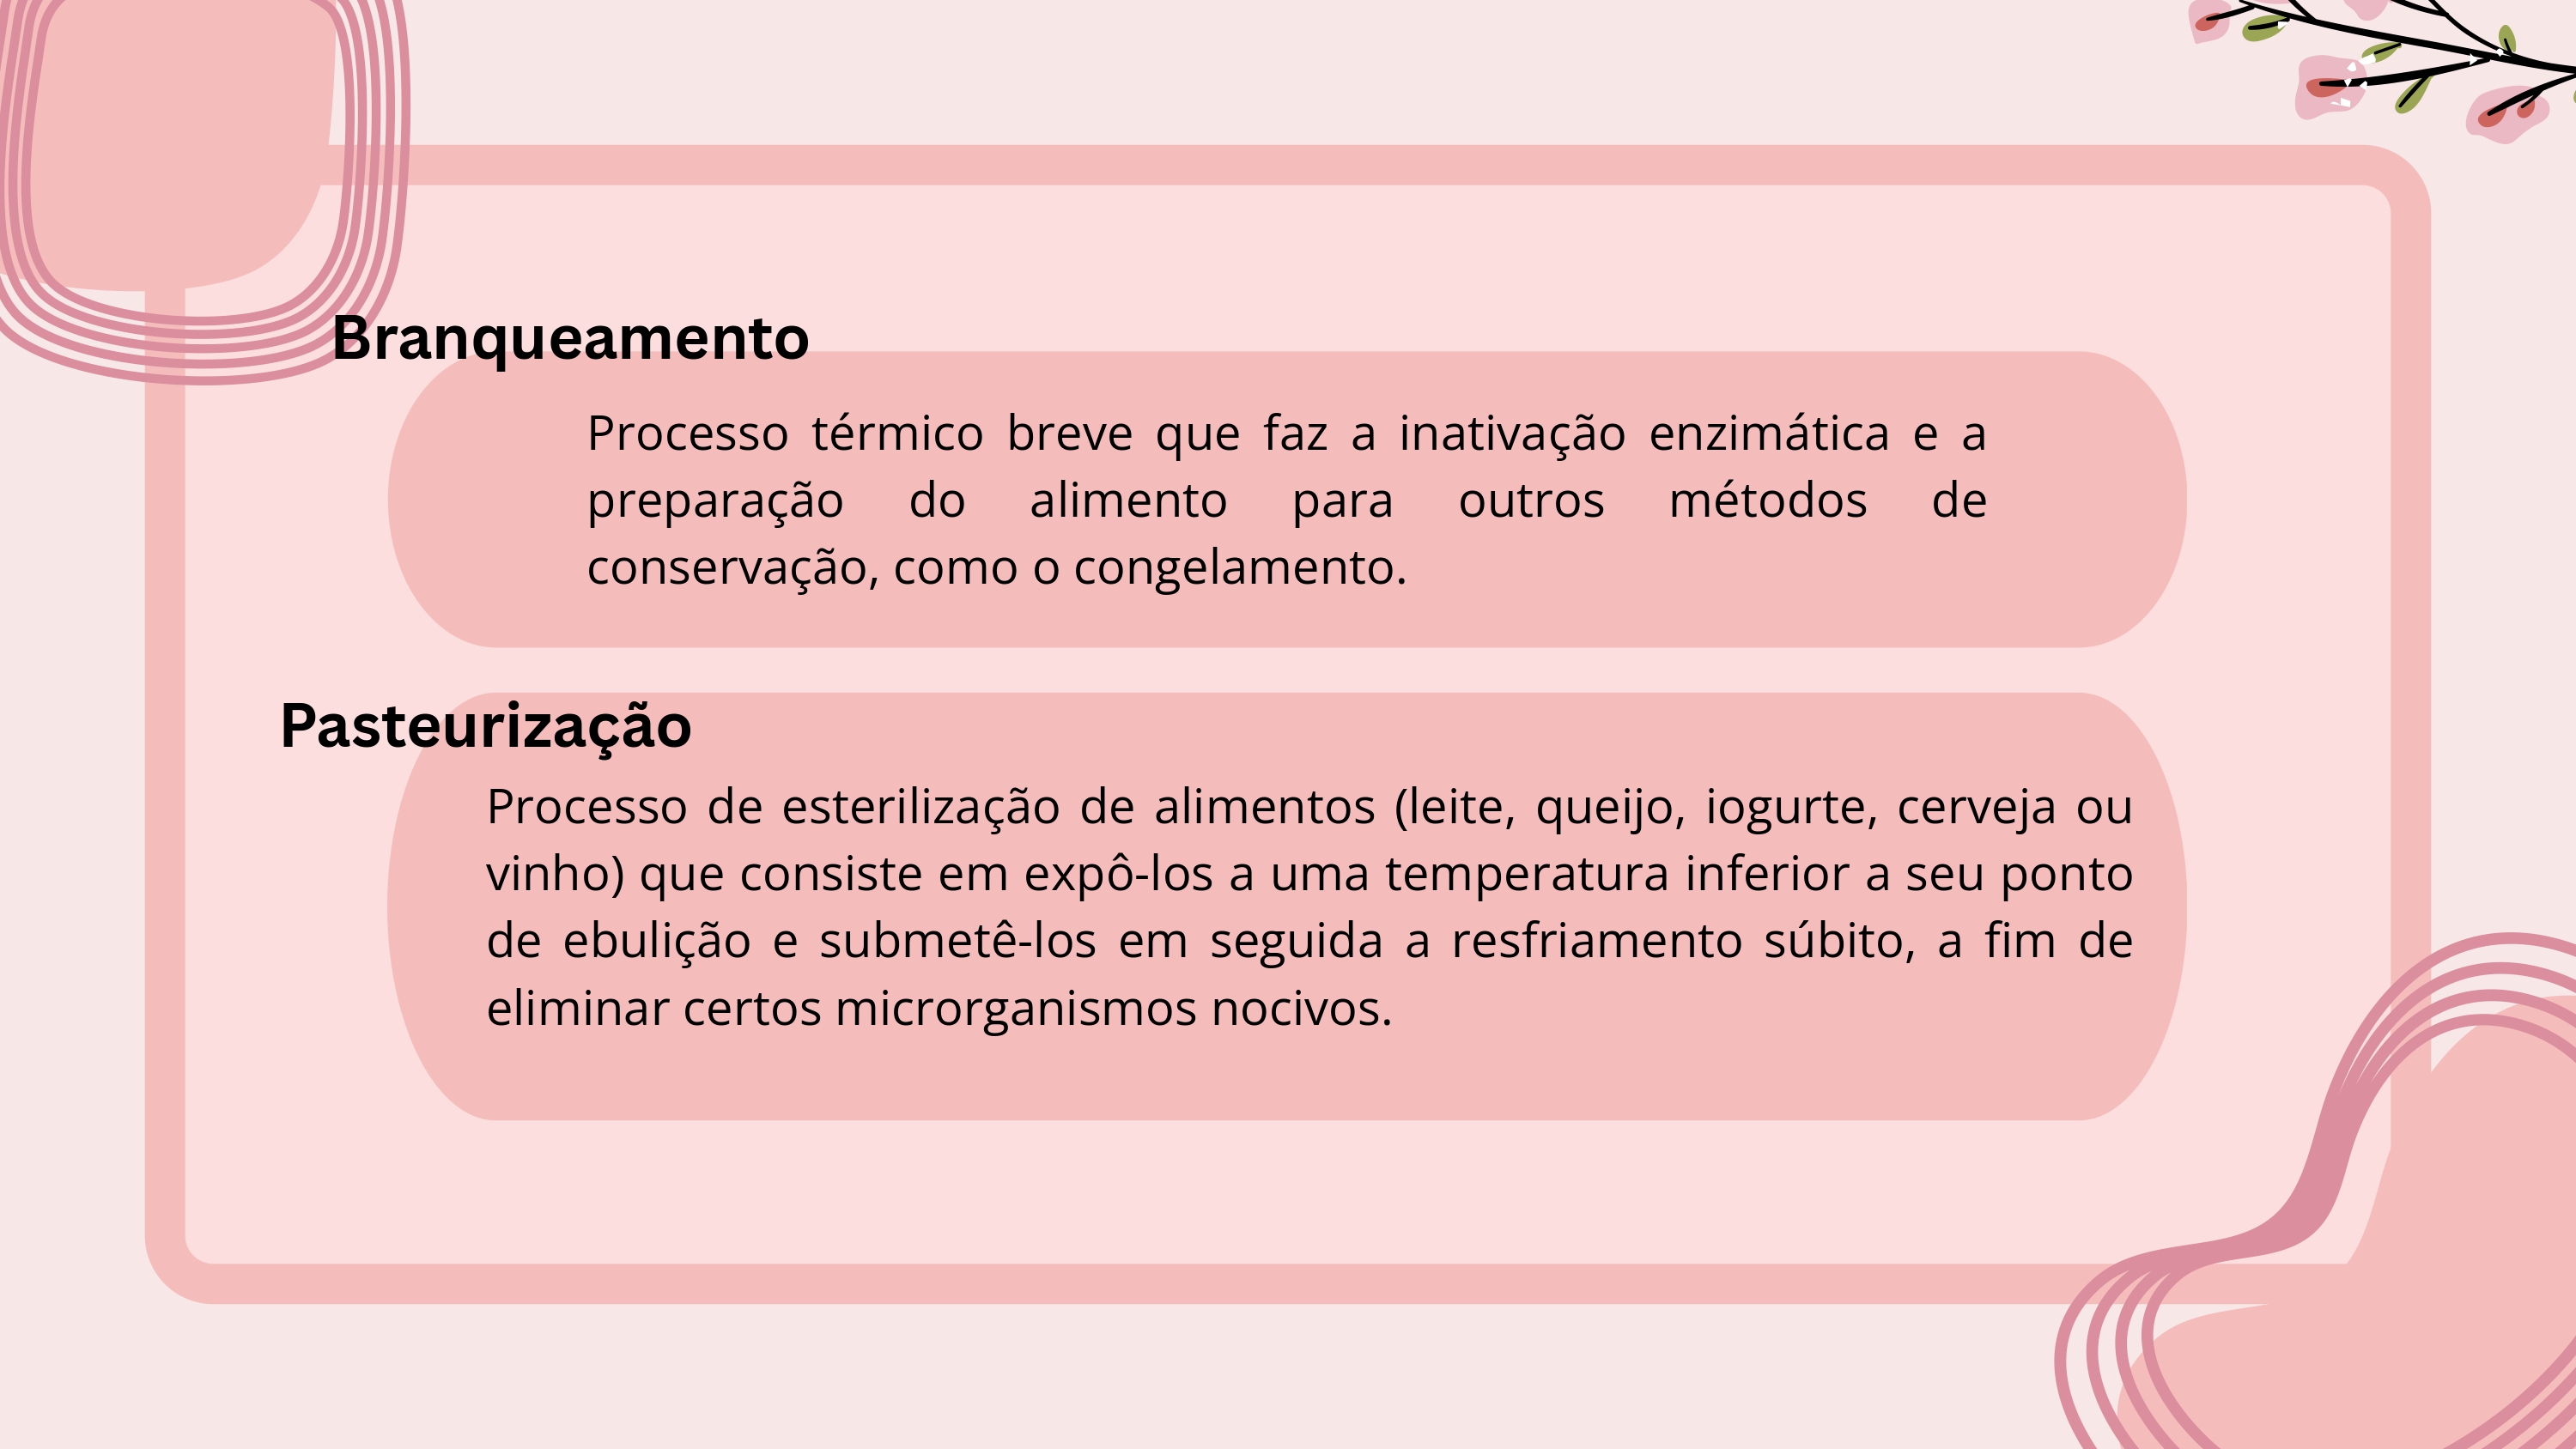 Branqueamento
Processo térmico breve que faz a inativação enzimática e a
preparação do alimento para outros métodos de
conservação, como o congelamento.
Pasteurização
Processo de esterilização de alimentos (leite, queijo, iogurte, cerveja ou
vinho) que consiste em expô-los a uma temperatura inferior a seu ponto
de ebulição e submetê-los em seguida a resfriamento súbito, a fim de
eliminar certos microrganismos nocivos.